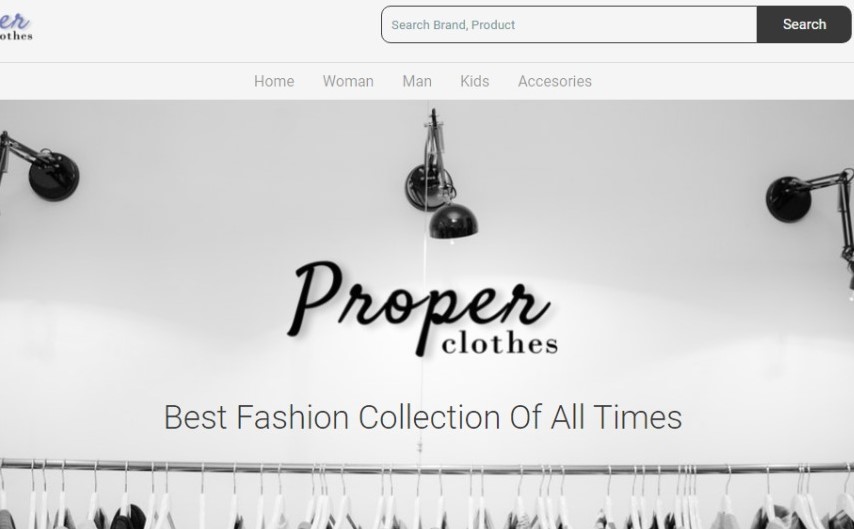 er
othes
Search Brand, Product
Search
Home Woman Man Kids Accesories
Proper
clothes
Best Fashion Collection Of All Times